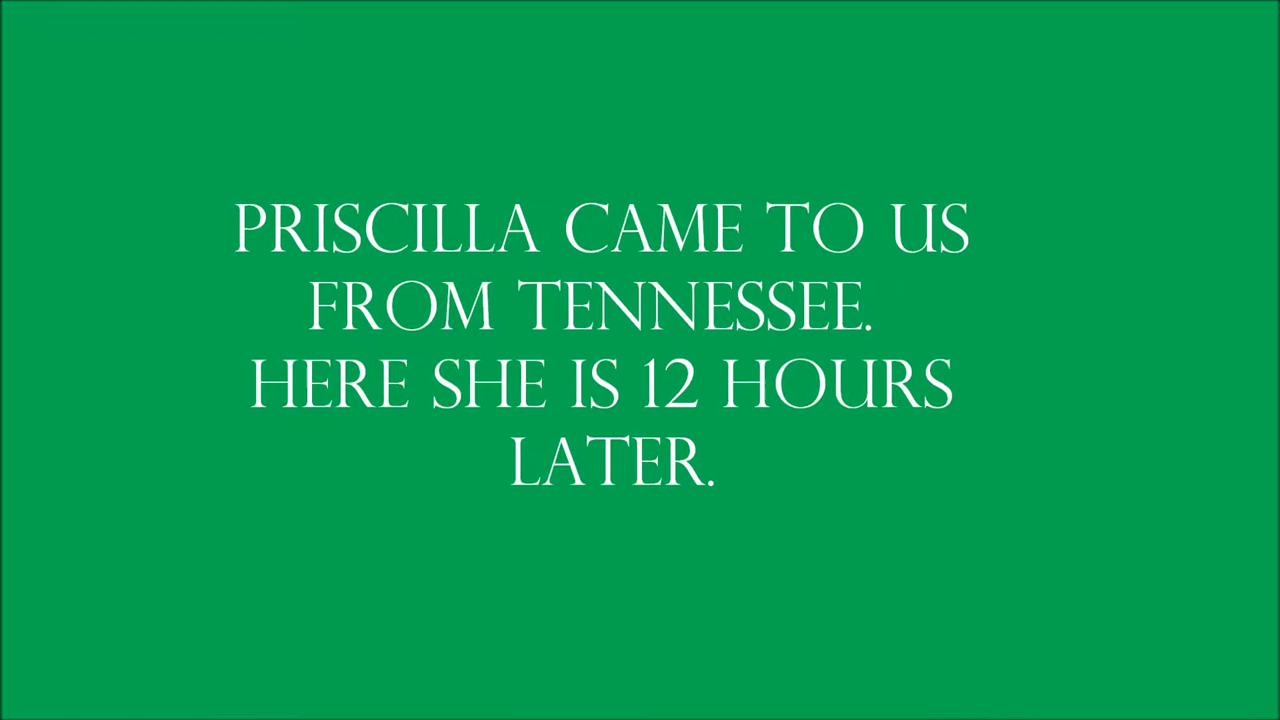 PRISCILLA CAME TO US
FROM TENNESSEE.
HERE SHE IS 12 HOURS
LATER.